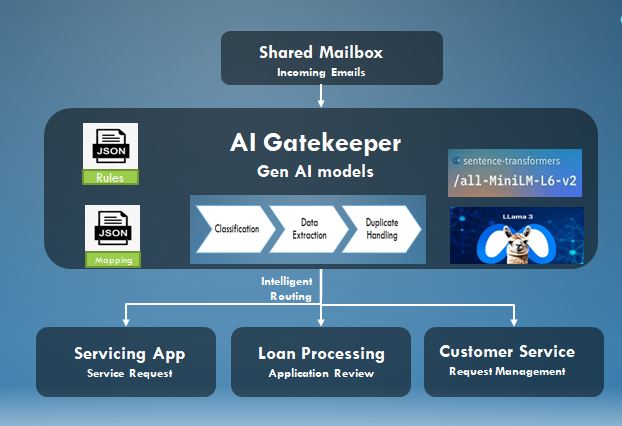 Shared Mailbox
Incoming Emails
AI Gatekeeper
Gen AI models
JSON
Rules
JSON
Mapping
Classification
Data
Extraction
Duplicate
Handling
sentence-transformers
/all-MiniLM-L6-v2
LLama 3
Intelligent
Routing
Servicing App
Service Request
Loan Processing
Application Review
Customer Service
Request Management